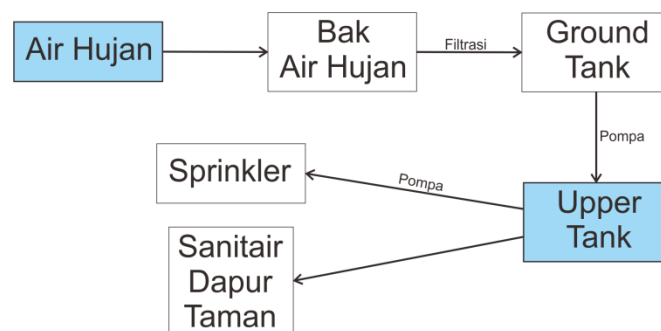 Air Hujan
Bak
Air Hujan
Filtrasi
Ground
Tank
Pompa
Sprinkler
Pompa
Upper
Tank
Sanitair
Dapur
Taman